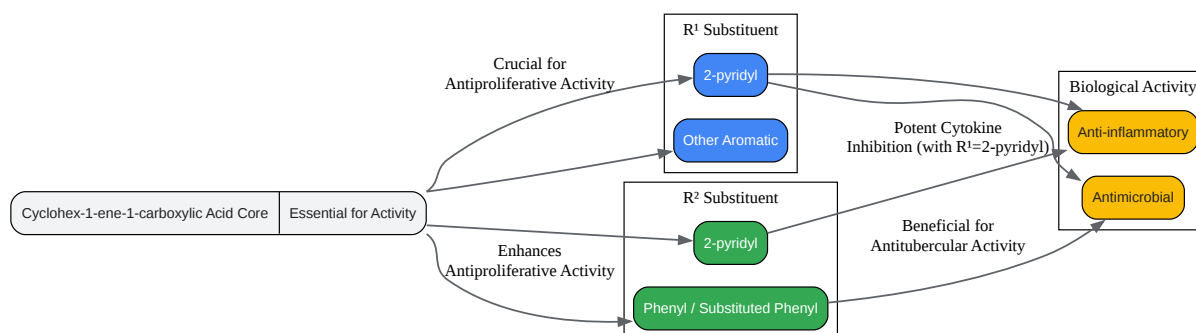 Cyclohex-1-ene-1-carboxylic Acid Core
Essential for Activity
Crucial for
Antiproliferative Activity
Enhances
Antiproliferative Activity
R¹ Substituent
2-pyridyl
Other Aromatic
R² Substituent
2-pyridyl
Phenyl / Substituted Phenyl
Potent Cytokine
Inhibition (with R¹=2-pyridyl)
Beneficial for
Antitubercular Activity
Biological Activity
Anti-inflammatory
Antimicrobial